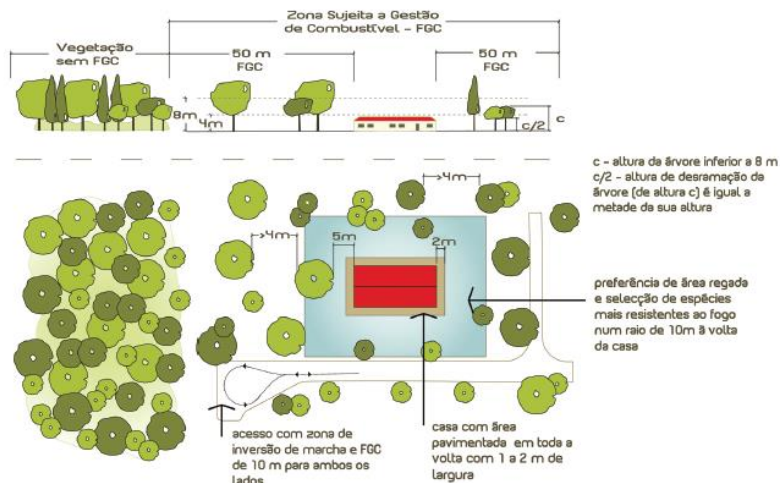 Zona Sujeita a Gestão
de Combustível - FGC
Vegetação
sem FGC
50 m
FGC
50 m
FGC
8m
4m
c
c/2
c - altura da árvore inferior a 8 m
c/2 - altura de desramação da
árvore (de altura c) é igual a
metade da sua altura
>4m
>4m
5m
2m
preferência de área regada
e selecção de espécies
mais resistentes ao fogo
num raio de 10m à volta
da casa
acesso com zona de
inversão de marcha e FGC
de 10 m para ambos os
lados
casa com área
pavimentada em toda a
volta com 1 a 2 m de
largura